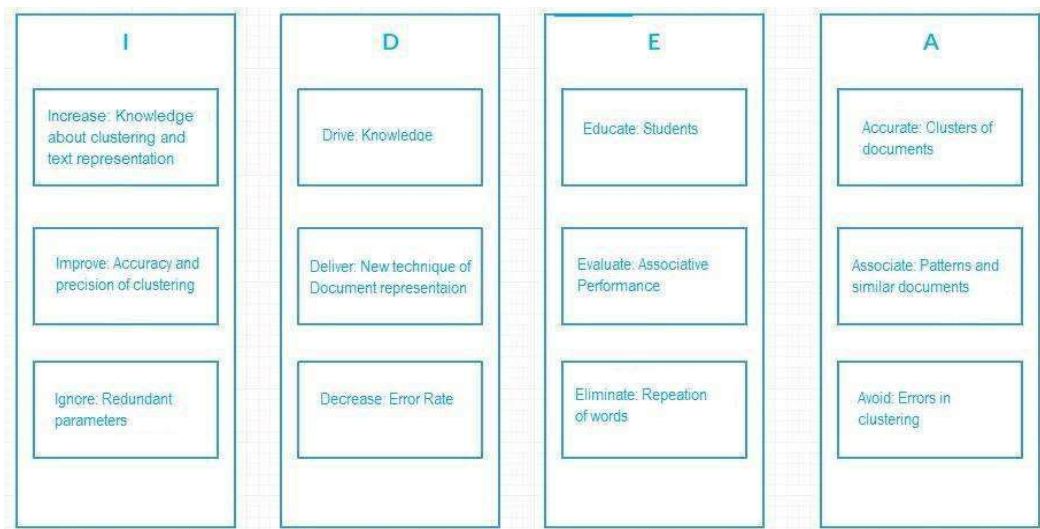 I
Increase: Knowledge
about clustering and
text representation
Improve: Accuracy and
precision of clustering
Ignore: Redundant
parameters
D
Drive: Knowledge
Deliver: New technique of
Document representaion
Decrease: Error Rate
E
Educate: Students
Evaluate: Associative
Performance
Eliminate: Repeation
of words
A
Accurate: Clusters of
documents
Associate: Patterns and
similar documents
Avoid: Errors in
clustering